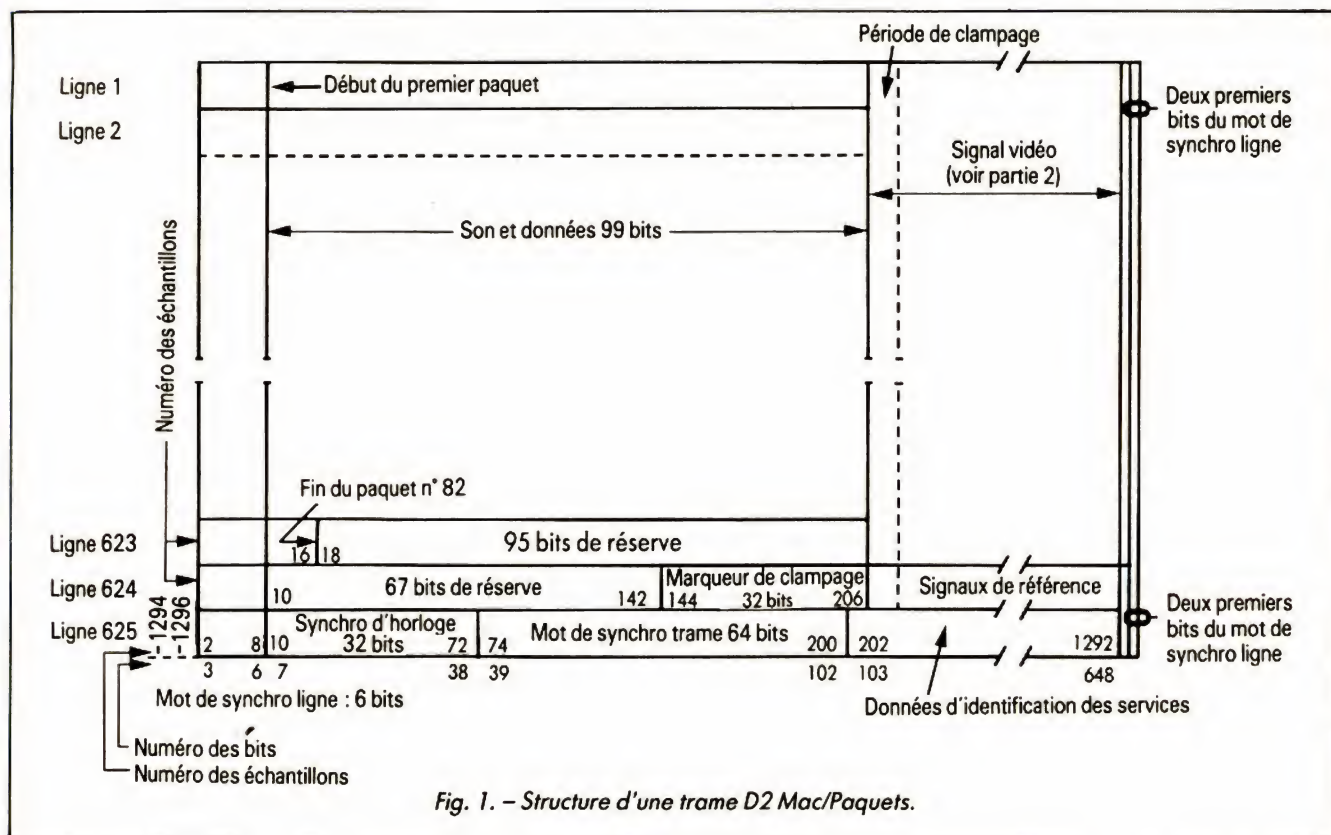 Période de clampage
Ligne 1
Début du premier paquet
Deux premiers
bits du mot de
synchro ligne
Ligne 2
Signal vidéo
(voir partie 2)
Son et données 99 bits
Numéro des échantillons
Fin du paquet n° 82
Ligne 623
16 18
95 bits de réserve
Ligne 624
10
67 bits de réserve
142
Marqueur de clampage
144 32 bits 206
Signaux de référence
1294
1296
Ligne 625
2 8 10
Synchro d'horloge
32 bits
72 74
Mot de synchro trame 64 bits
200 202
1292
Deux premiers
bits du mot de
synchro ligne
3 6 7 38 39 102 103 648
Mot de synchro ligne : 6 bits
Données d'identification des services
Numéro des bits
Numéro des échantillons
Fig. 1. – Structure d'une trame D2 Mac/Paquets.